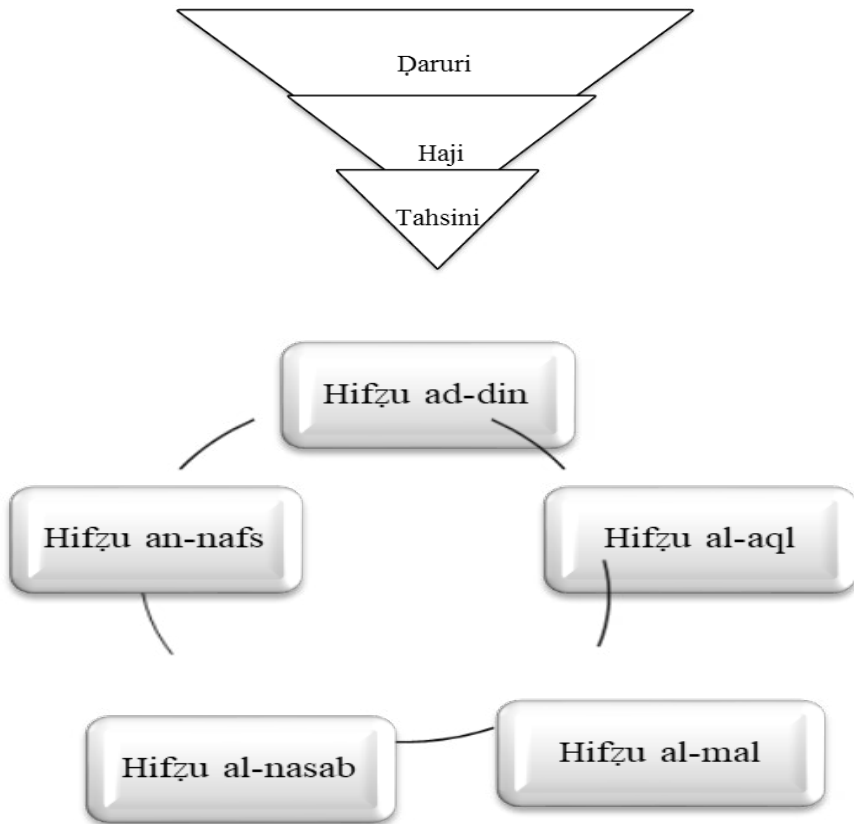 Ḍaruri
Haji
Tahsini
Hifẓu ad-din
Hifẓu an-nafs
Hifẓu al-aql
Hifẓu al-nasab
Hifẓu al-mal